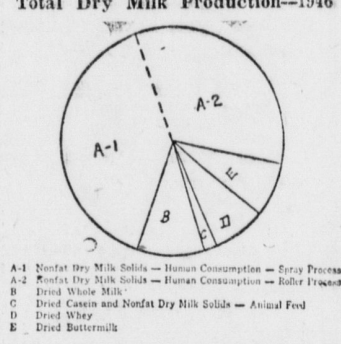 Total Dry Milk Production--1946
A-2
A-1
E
B
D
C
A-1 Nonfat Dry Milk Solids — Human Consumption — Spray Process
A-2 Nonfat Dry Milk Solids — Human Consumption — Roller Process
B Dried Whole Milk
C Dried Casein and Nonfat Dry Milk Solids — Animal Feed
D Dried Whey
E Dried Buttermilk